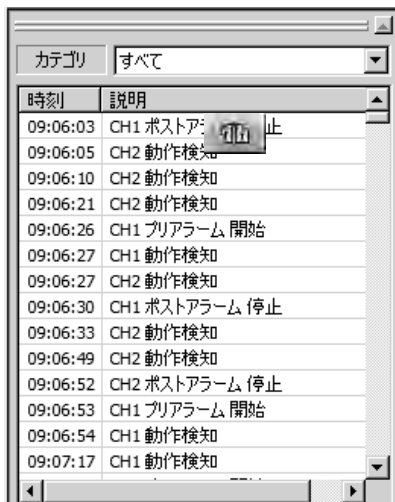 カテゴリ すべて
時刻 説明
09:06:03 CH1 ポストア 止
09:06:05 CH2 動作検知
09:06:10 CH2 動作検知
09:06:21 CH2 動作検知
09:06:26 CH1 プリアラーム 開始
09:06:27 CH1 動作検知
09:06:27 CH2 動作検知
09:06:30 CH1 ポストアラーム 停止
09:06:33 CH2 動作検知
09:06:49 CH2 動作検知
09:06:52 CH2 ポストアラーム 停止
09:06:53 CH1 プリアラーム 開始
09:06:54 CH1 動作検知
09:07:17 CH1 動作検知